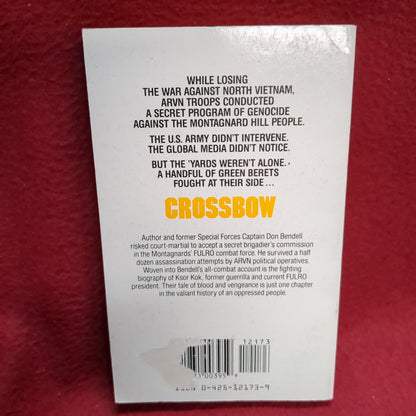 WHILE LOSING
THE WAR AGAINST NORTH VIETNAM,
ARVN TROOPS CONDUCTED
A SECRET PROGRAM OF GENOCIDE
AGAINST THE MONTAGNARD HILL PEOPLE.
THE U.S. ARMY DIDN'T INTERVENE.
THE GLOBAL MEDIA DIDN'T NOTICE.
BUT THE 'YARDS WEREN'T ALONE.
A HANDFUL OF GREEN BERETS
FOUGHT AT THEIR SIDE...
CROSSBOW
Author and former Special Forces Captain Don Bendell
risked court-martial to accept a secret brigadier's commission
in the Montagnards' FULRO combat force. He survived a half
dozen assassination attempts by ARVN political operatives.
Woven into Bendell's all-combat account is the fighting
biography of Ksor Kok, former guerrilla and current FULRO
president. Their tale of blood and vengeance is just one chapter
in the valiant history of an oppressed people.
12173
7100395
ISBN 0-425-12173-9